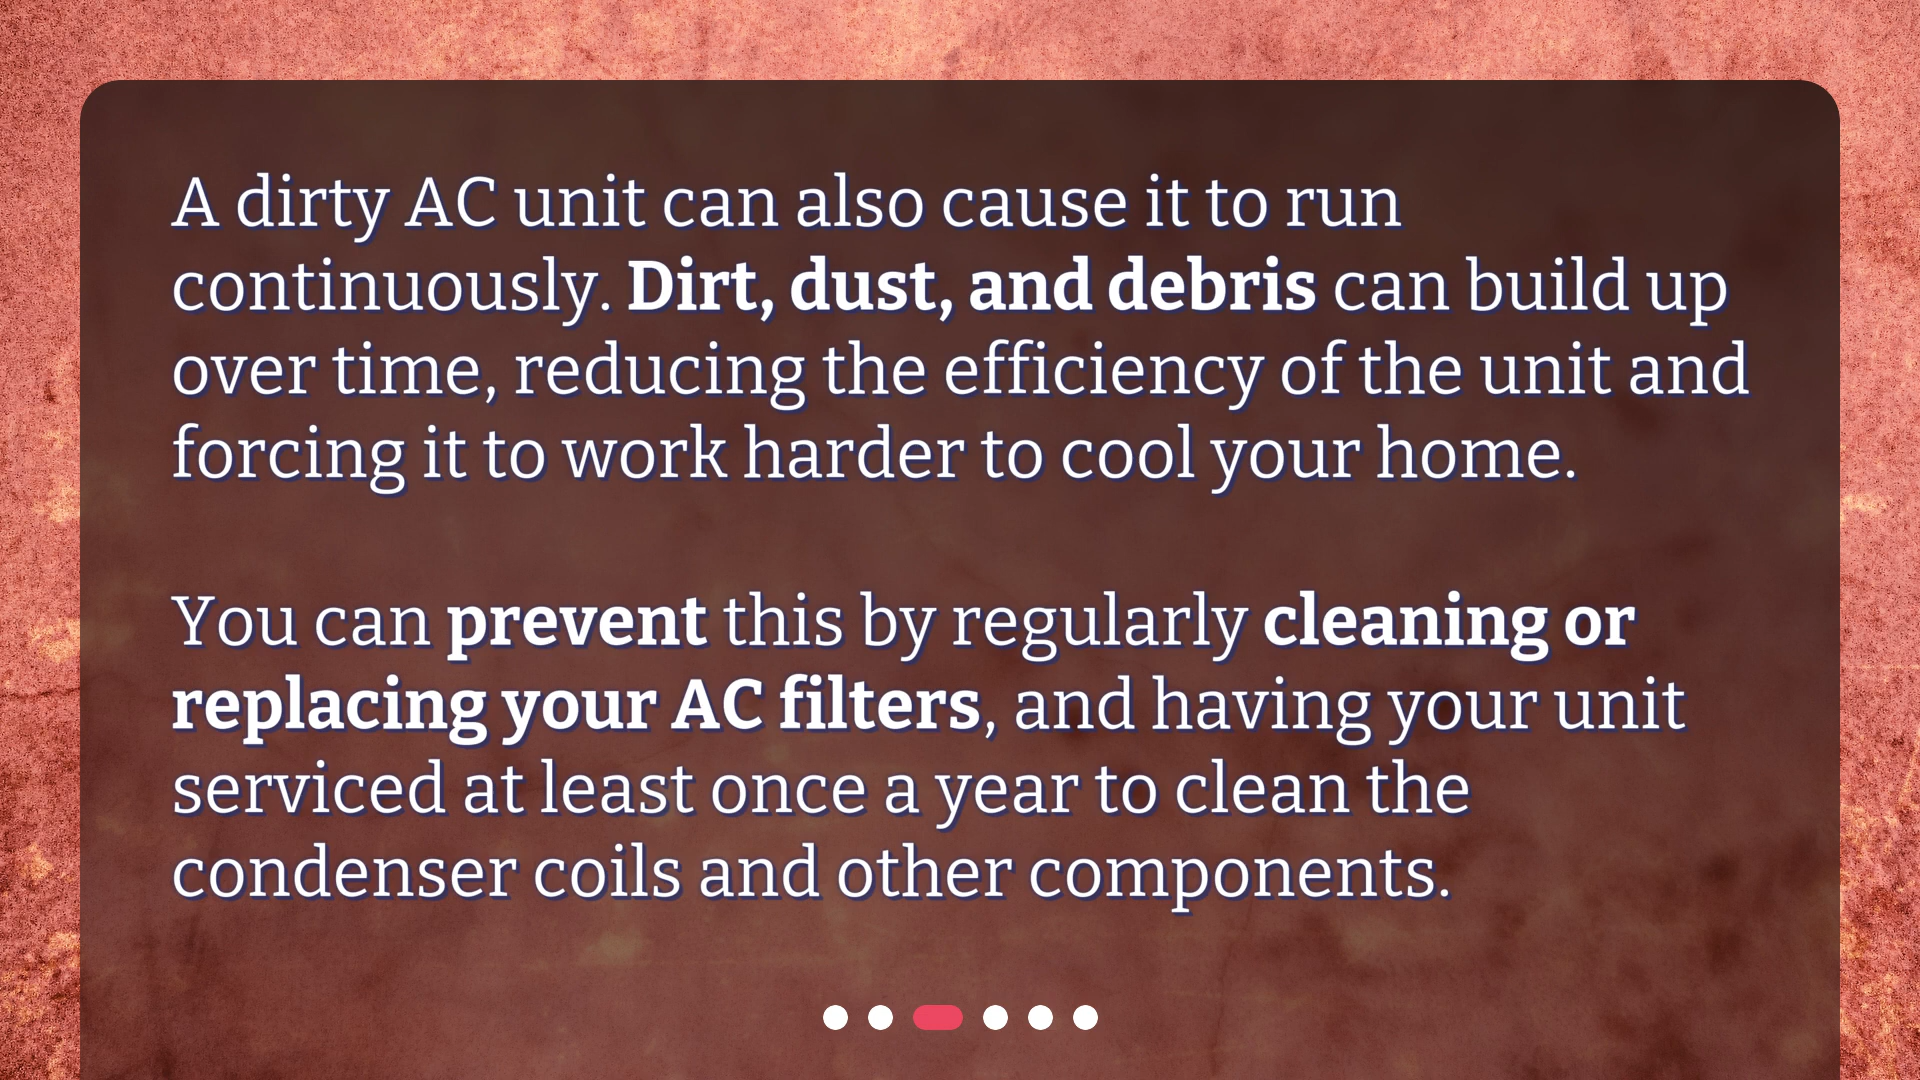 A dirty AC unit can also cause it to run
continuously. Dirt, dust, and debris can build up
over time, reducing the efficiency of the unit and
forcing it to work harder to cool your home.
You can prevent this by regularly cleaning or
replacing your AC filters, and having your unit
serviced at least once a year to clean the
condenser coils and other components.